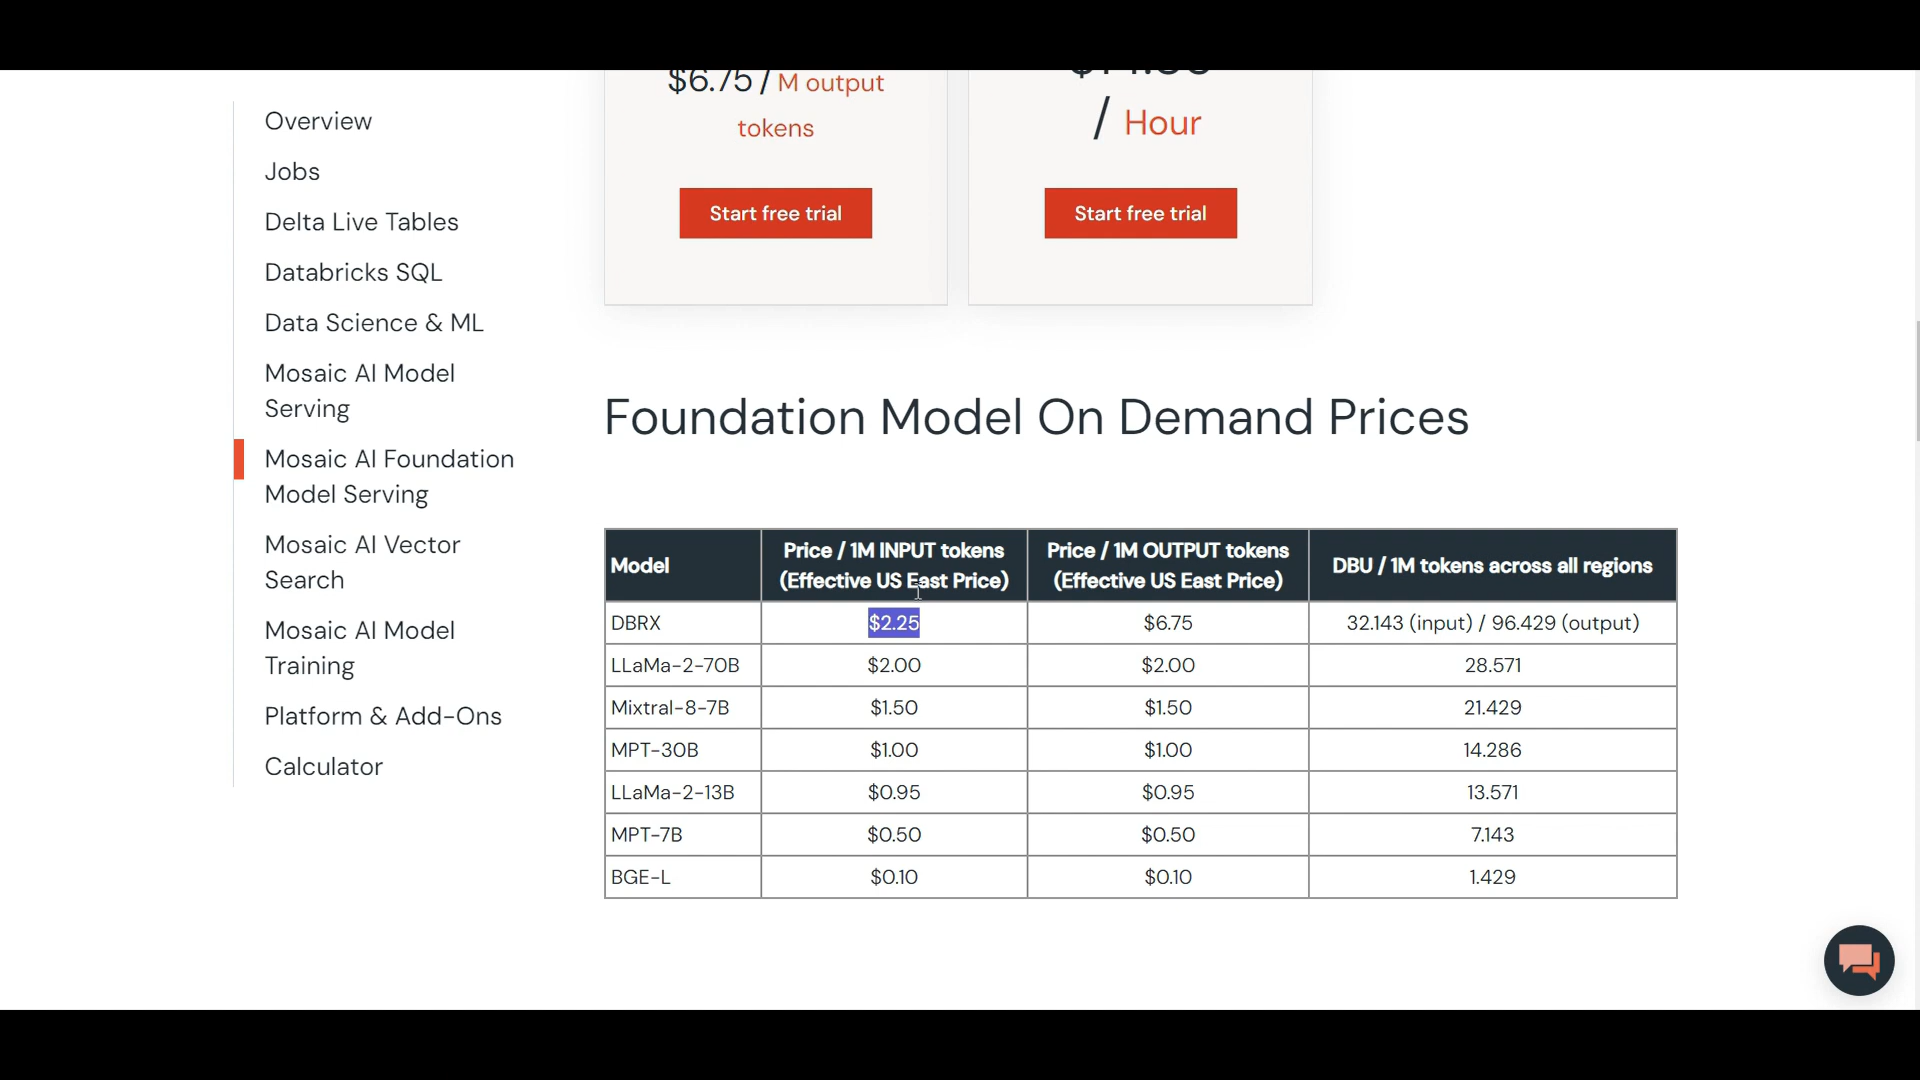 Overview
Jobs
Delta Live Tables
Databricks SQL
Data Science & ML
Mosaic AI Model
Serving
Mosaic AI Foundation
Model Serving
Mosaic AI Vector
Search
Mosaic AI Model
Training
Platform & Add-Ons
Calculator
$6.75 / M output
tokens
Start free trial
/ Hour
Start free trial
Foundation Model On Demand Prices
Model
Price / 1M INPUT tokens
(Effective US East Price)
Price / 1M OUTPUT tokens
(Effective US East Price)
DBU / 1M tokens across all regions
DBRX $2.25 $6.75 32.143 (input) / 96.429 (output)
LLaMa-2-70B $2.00 $2.00 28.571
Mixtral-8-7B $1.50 $1.50 21.429
MPT-30B $1.00 $1.00 14.286
LLaMa-2-13B $0.95 $0.95 13.571
MPT-7B $0.50 $0.50 7.143
BGE-L $0.10 $0.10 1.429